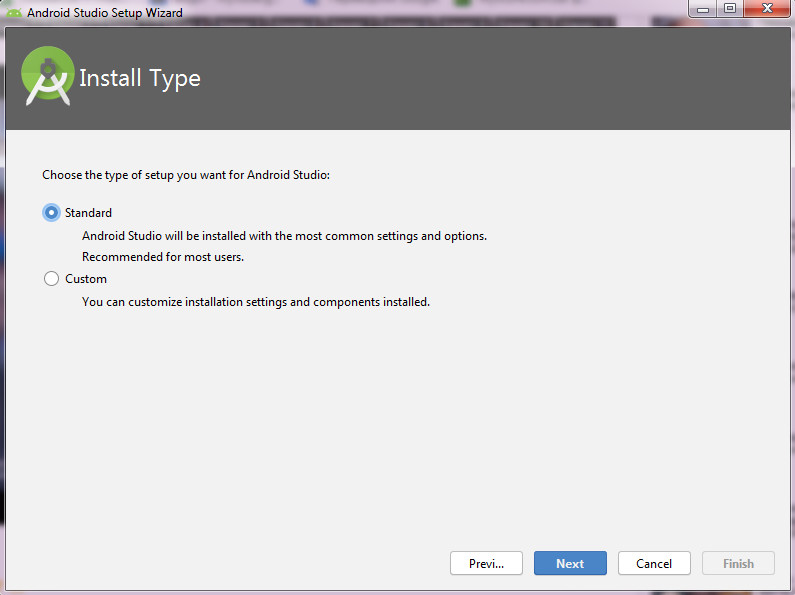 Android Studio Setup Wizard
Install Type
Choose the type of setup you want for Android Studio:
Standard
Android Studio will be installed with the most common settings and options.
Recommended for most users.
Custom
You can customize installation settings and components installed.
Previ... Next Cancel Finish